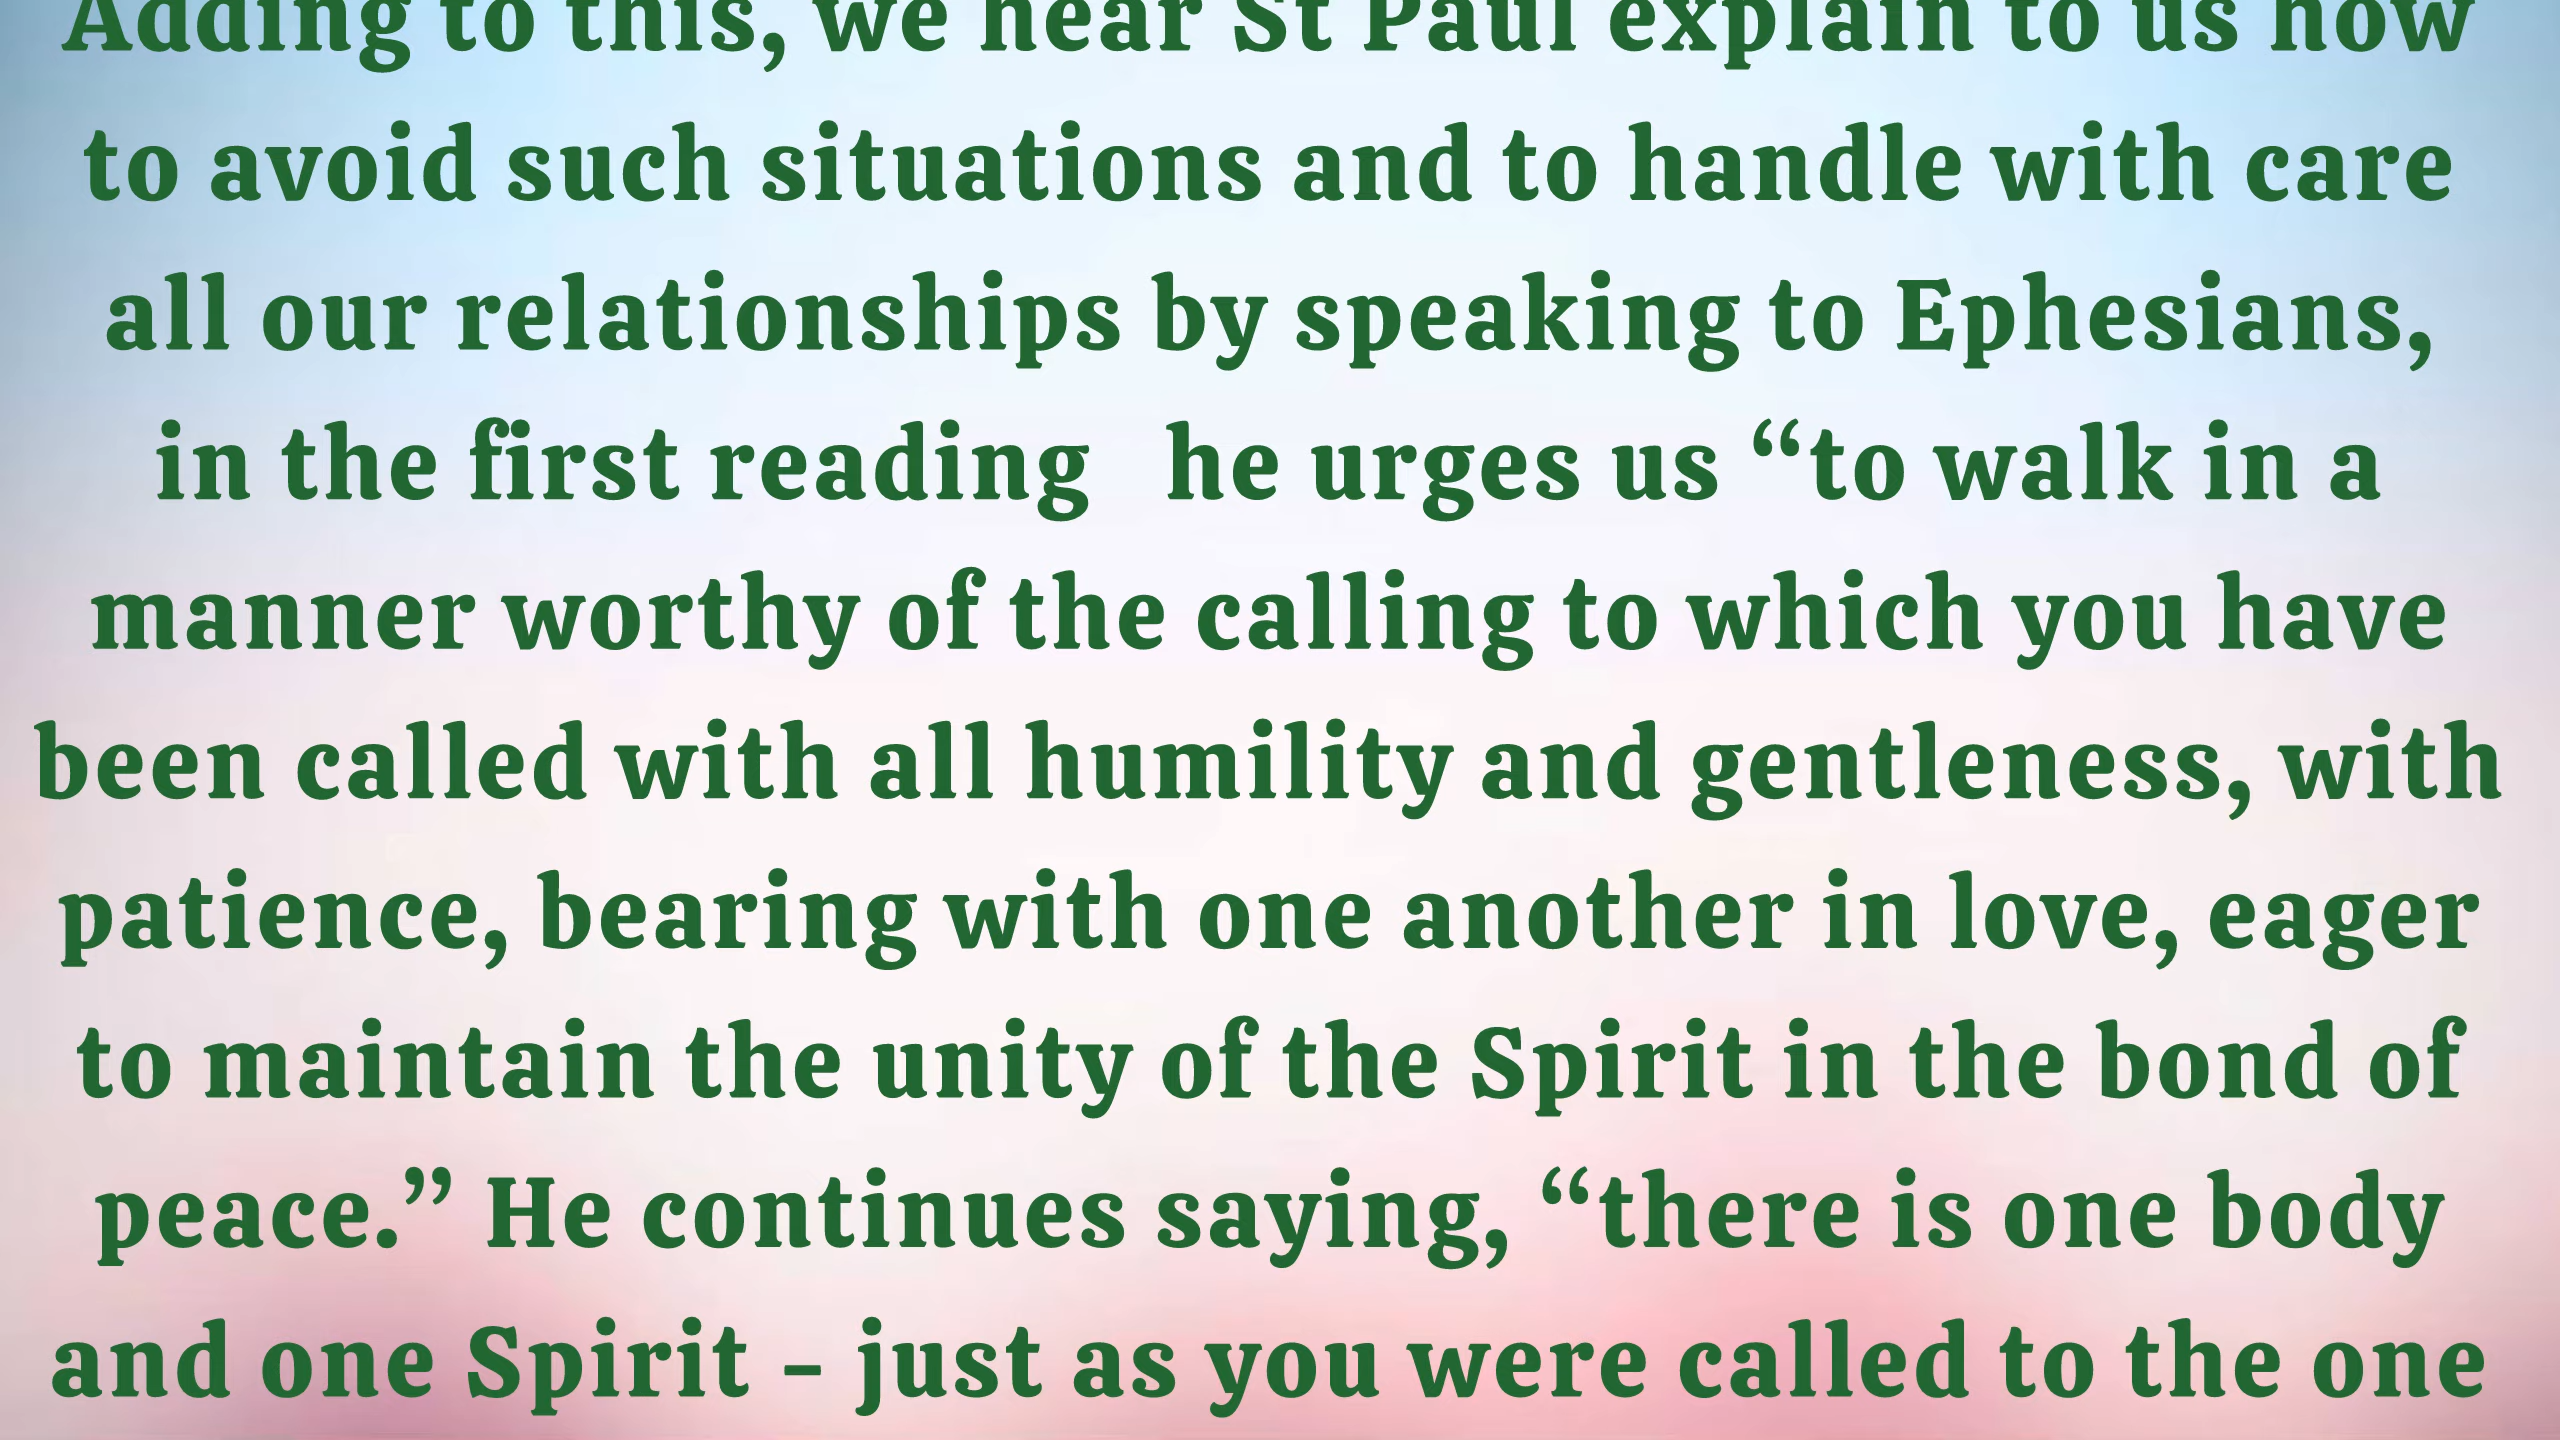 Adding to this, we hear St Paul explain to us how
to avoid such situations and to handle with care
all our relationships by speaking to Ephesians,
in the first reading   he urges us “to walk in a
manner worthy of the calling to which you have
been called with all humility and gentleness, with
patience, bearing with one another in love, eager
to maintain the unity of the Spirit in the bond of
peace.” He continues saying, “there is one body
and one Spirit - just as you were called to the one